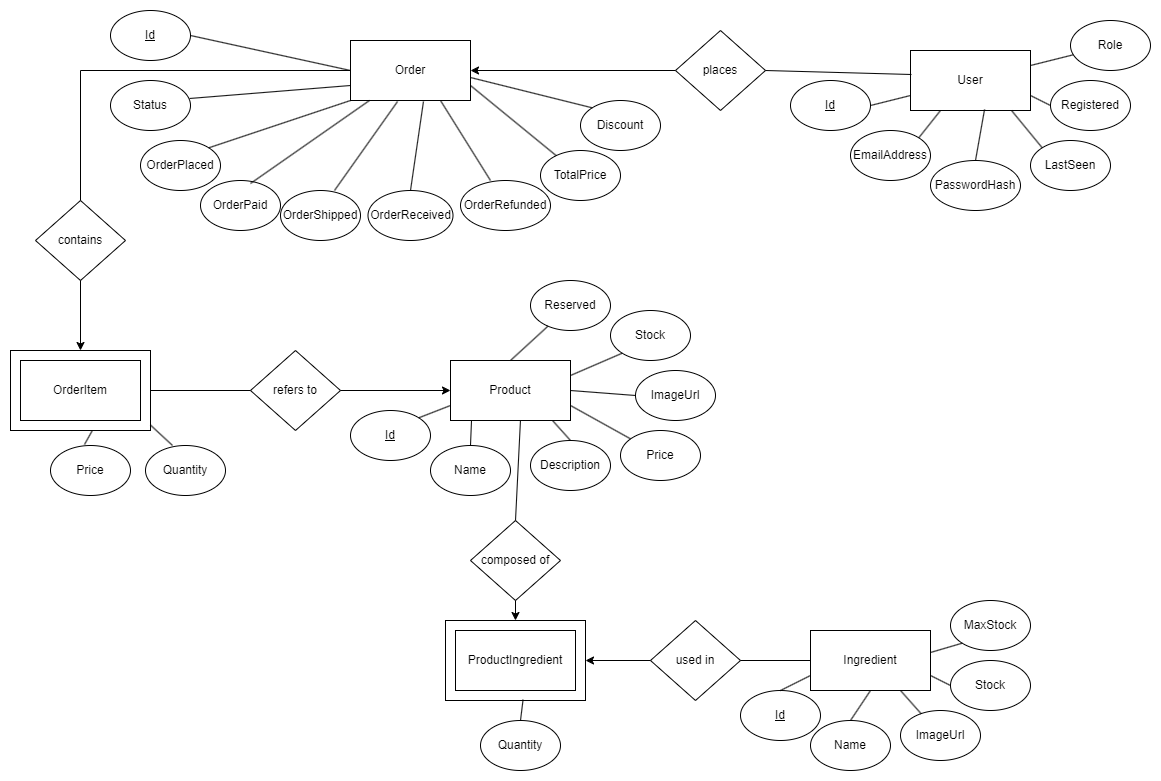 Id
Order
places
User
Role
Status
Id
Registered
Discount
OrderPlaced
EmailAddress
LastSeen
TotalPrice
PasswordHash
OrderPaid
OrderShipped
OrderReceived
OrderRefunded
contains
Reserved
Stock
OrderItem
refers to
Product
ImageUrl
Id
Price
Quantity
Name
Description
Price
composed of
MaxStock
ProductIngredient
used in
Ingredient
Stock
Id
Quantity
Name
ImageUrl